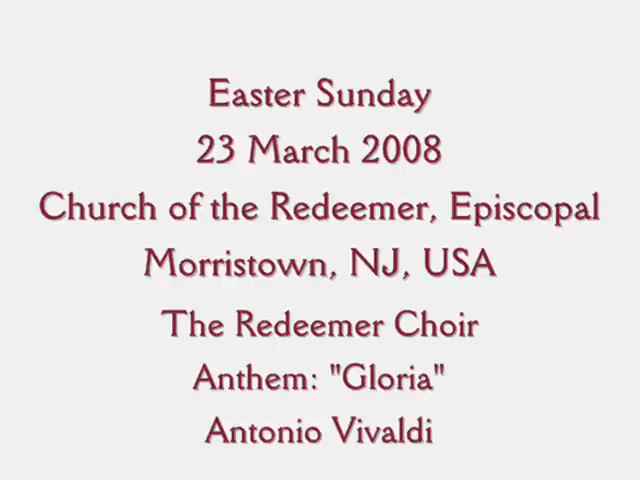 Easter Sunday
23 March 2008
Church of the Redeemer, Episcopal
Morristown, NJ, USA
The Redeemer Choir
Anthem: "Gloria"
Antonio Vivaldi